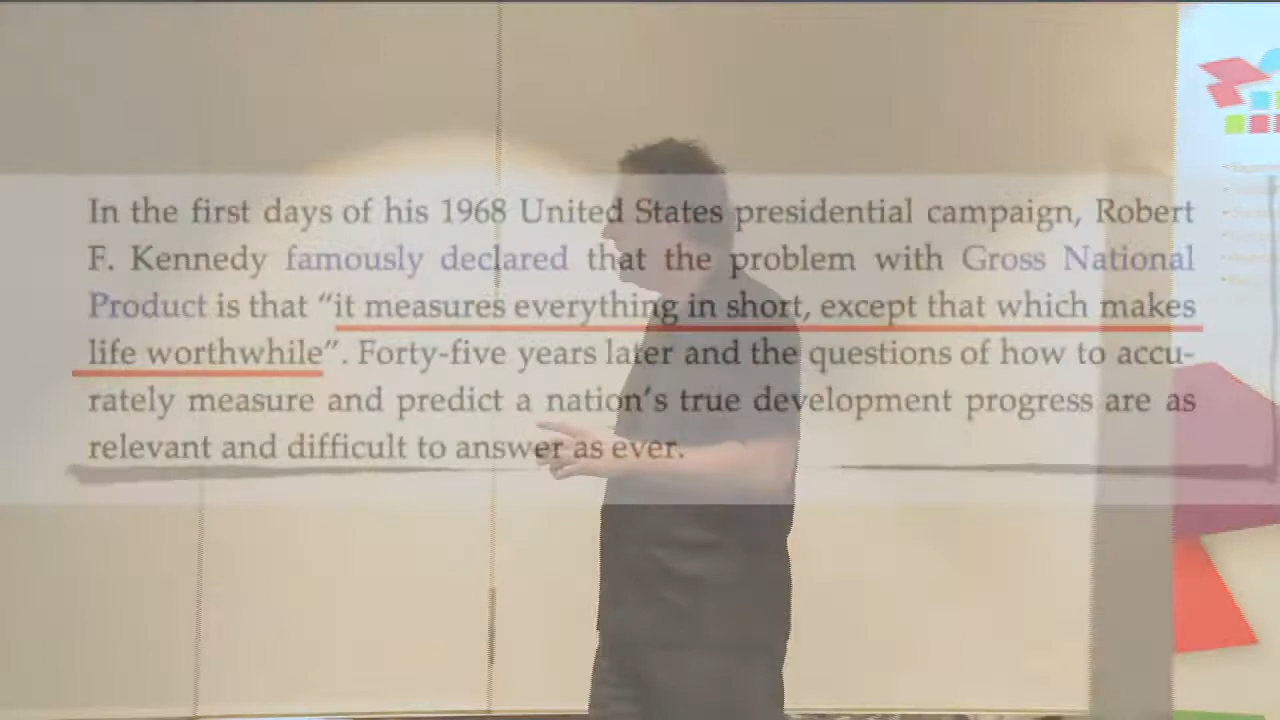 In the first days of his 1968 United States presidential campaign, Robert
F. Kennedy famously declared that the problem with Gross National
Product is that “it measures everything in short, except that which makes
life worthwhile”. Forty-five years later and the questions of how to accu-
rately measure and predict a nation’s true development progress are as
relevant and difficult to answer as ever.